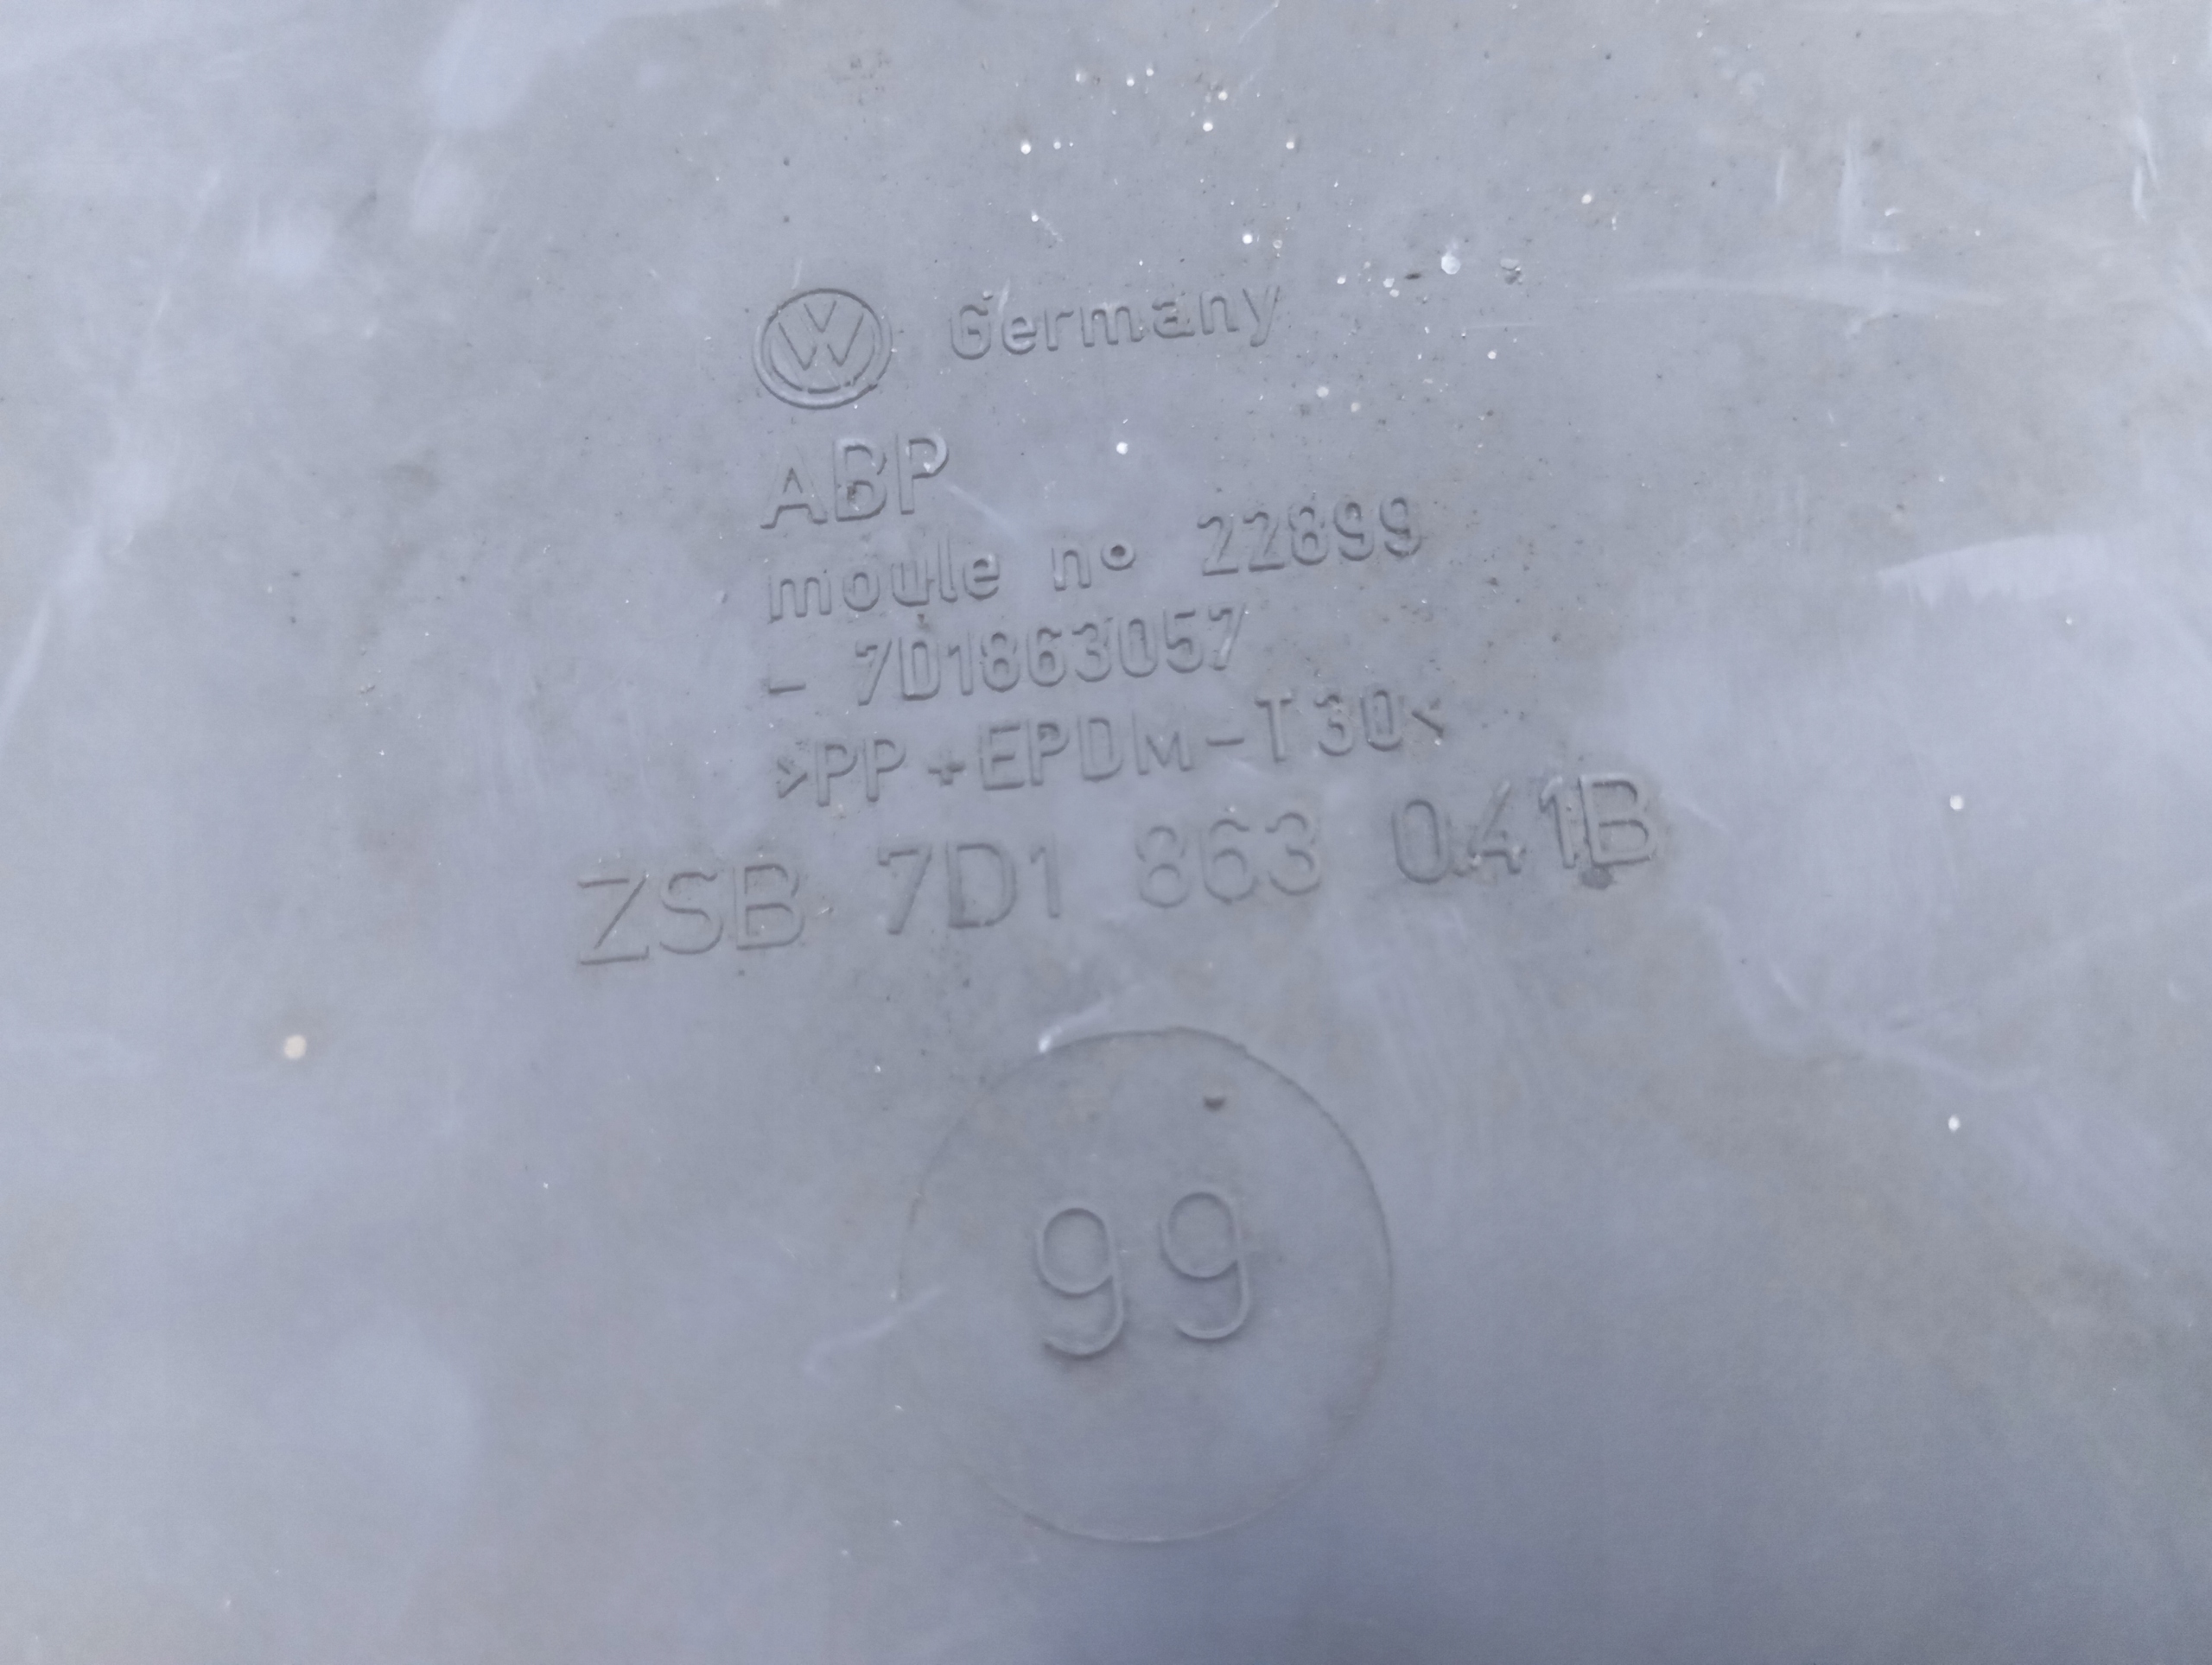 Germany
ABP
moule n° 22899
- 7D1863057
>PP+EPDM-T30<
ZSB 7D1 863 041B
99